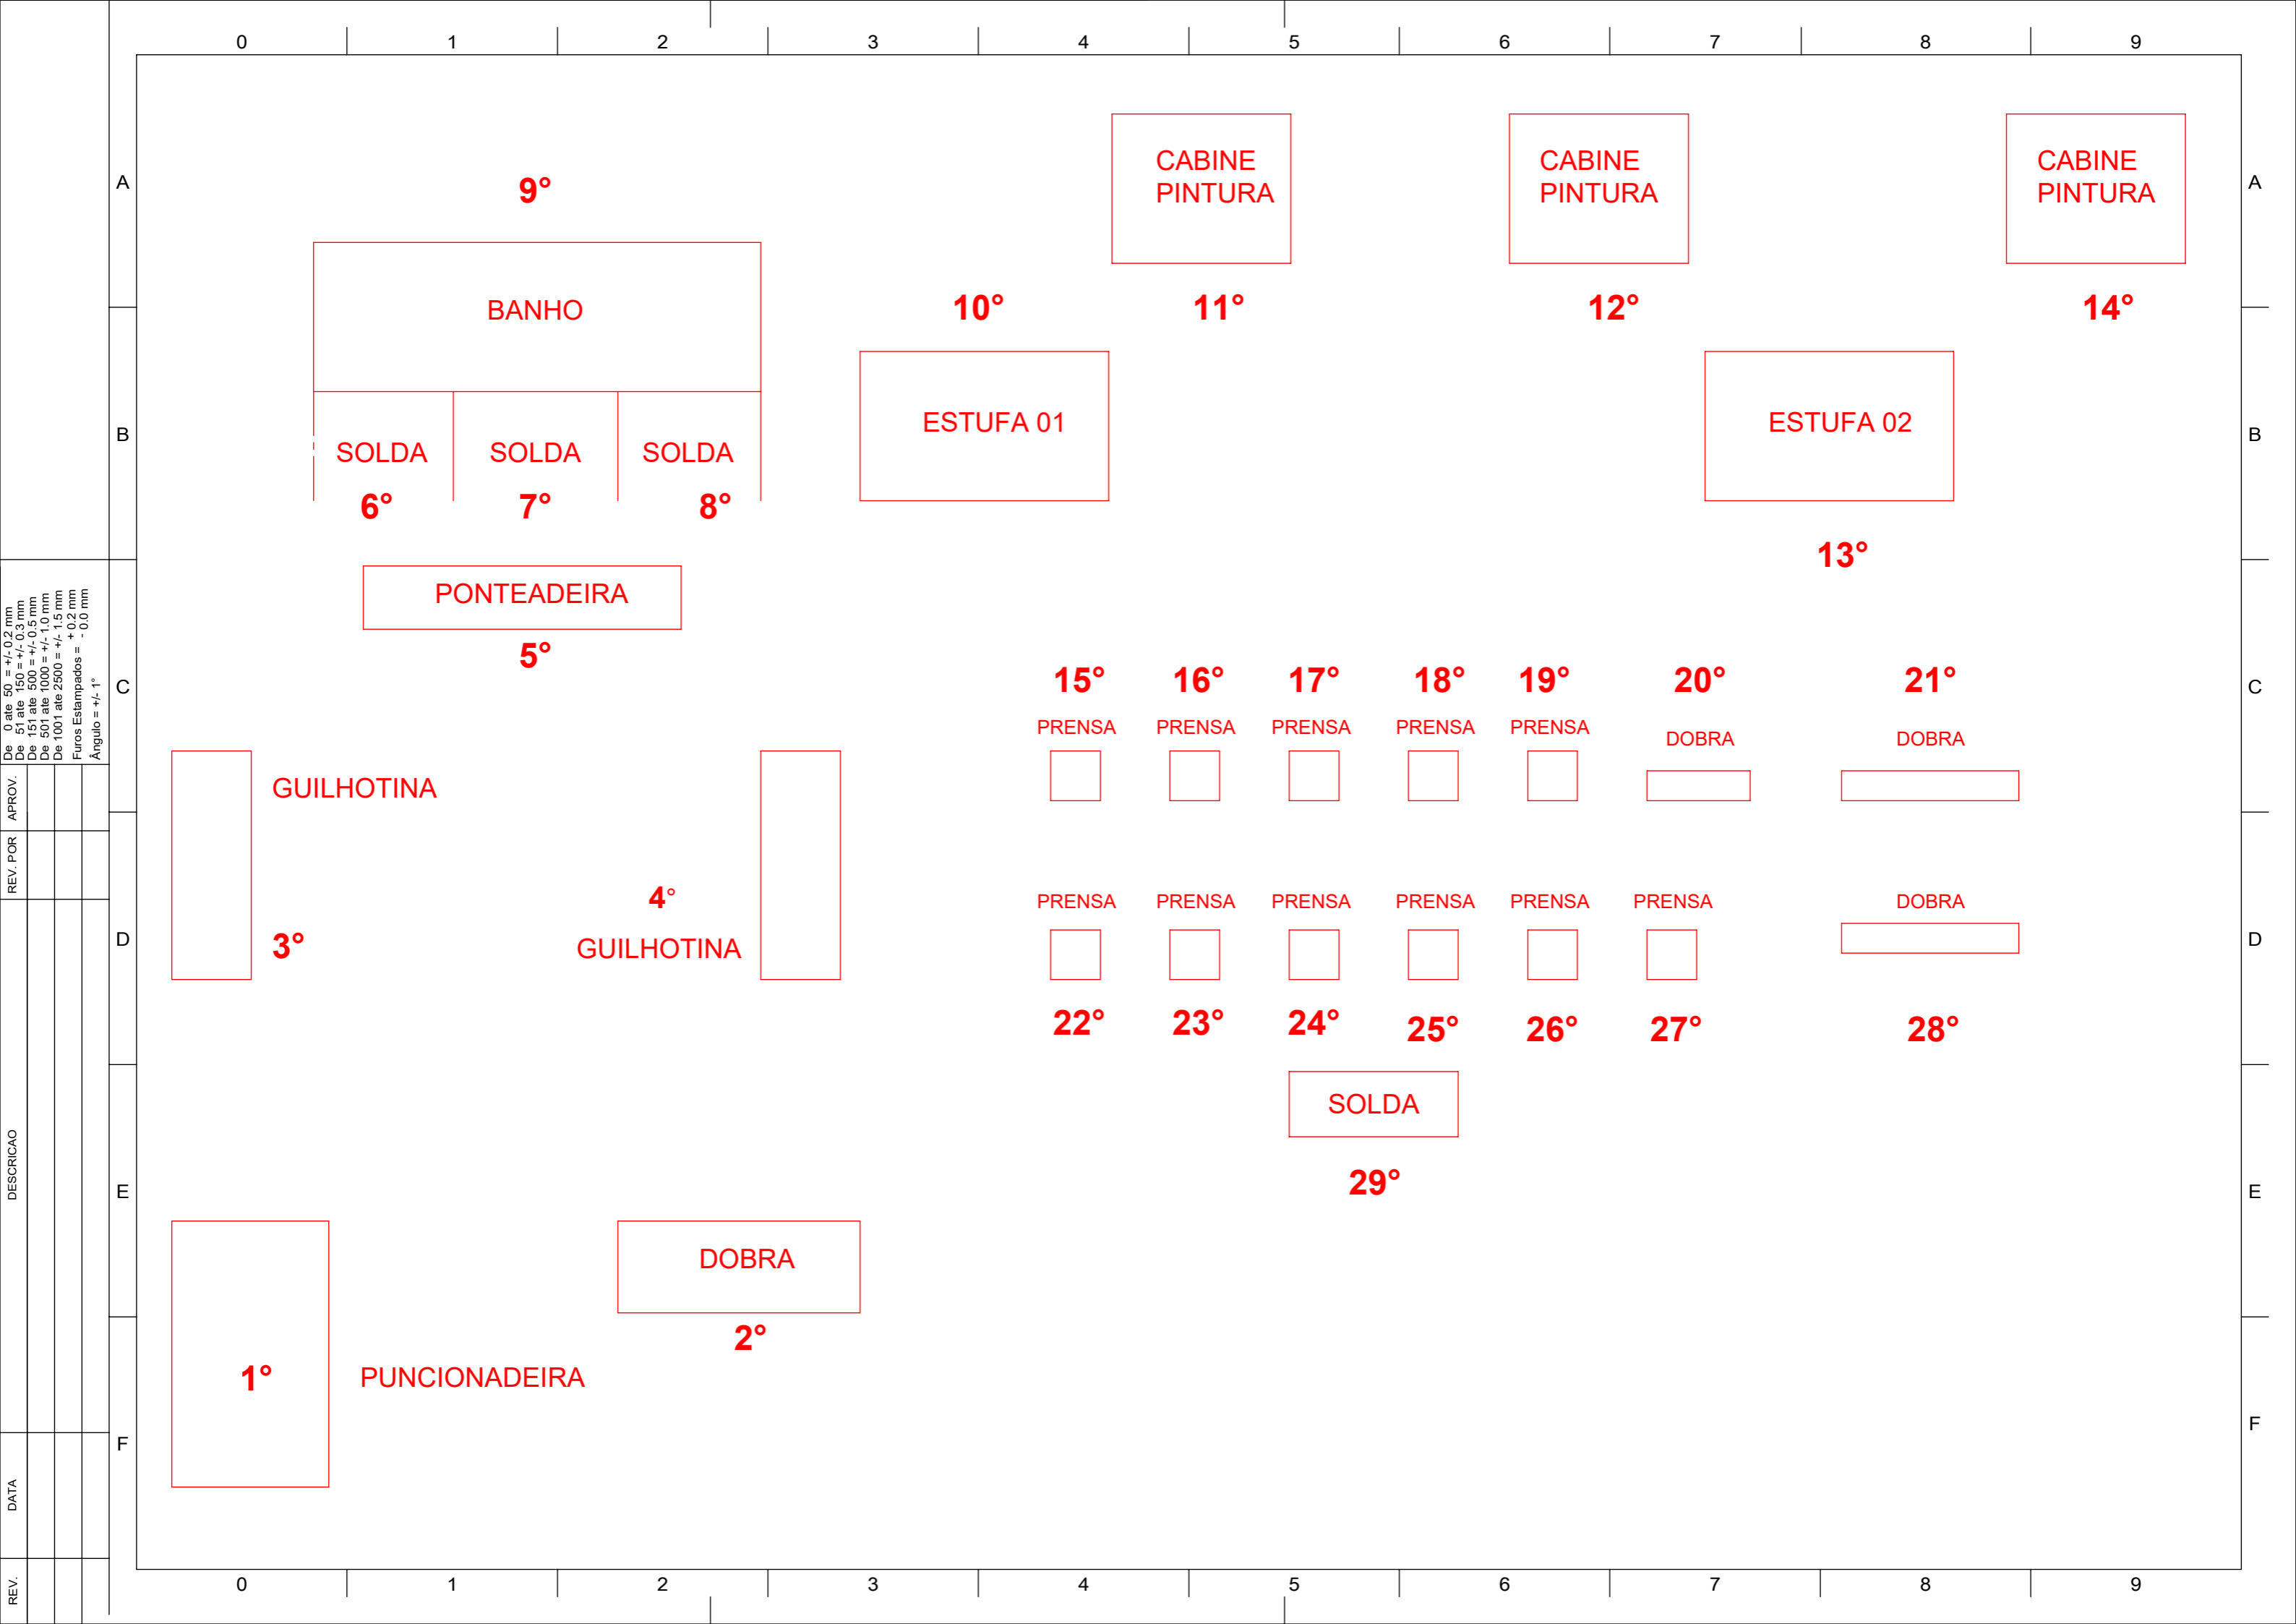 0 1 2 3 4 5 6 7 8 9
A
A
CABINE
PINTURA
CABINE
PINTURA
CABINE
PINTURA
9°
BANHO
10°
11°
12°
14°
B
B
ESTUFA 01
ESTUFA 02
SOLDA
SOLDA
SOLDA
6°
7°
8°
13°
PONTEADEIRA
5°
C
C
15°
16°
17°
18°
19°
20°
21°
PRENSA
PRENSA
PRENSA
PRENSA
PRENSA
DOBRA
DOBRA
GUILHOTINA
4°
PRENSA
PRENSA
PRENSA
PRENSA
PRENSA
PRENSA
DOBRA
D
D
3°
GUILHOTINA
22°
23°
24°
25°
26°
27°
28°
SOLDA
29°
E
E
DOBRA
2°
1°
PUNCIONADEIRA
F
F
0 1 2 3 4 5 6 7 8 9
De 0 ate 50 = +/- 0.2 mm
De 51 ate 150 = +/- 0.3 mm
De 151 ate 500 = +/- 0.5 mm
De 501 ate 1000 = +/- 1.0 mm
De 1001 ate 2500 = +/- 1.5 mm
Furos Estampados = + 0.2 mm
- 0.0 mm
Ângulo = +/- 1°
APROV.
REV. POR
DESCRICAO
DATA
REV.